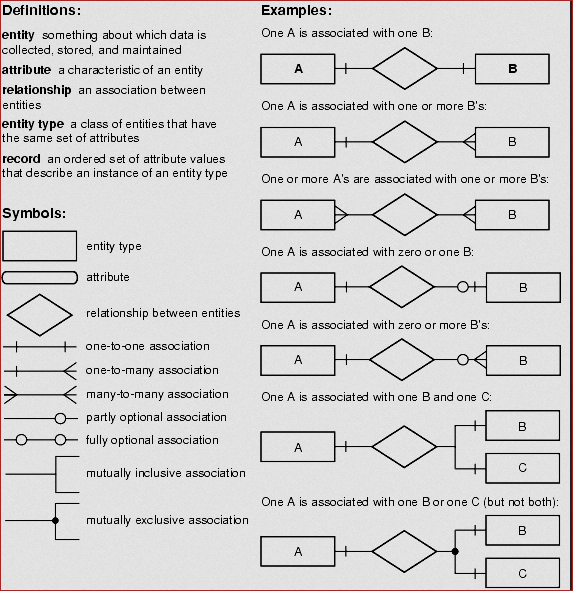 Definitions:
entity something about which data is
collected, stored, and maintained
attribute a characteristic of an entity
relationship an association between
entities
entity type a class of entities that have
the same set of attributes
record an ordered set of attribute values
that describe an instance of an entity type
Symbols:
entity type
attribute
relationship between entities
one-to-one association
one-to-many association
many-to-many association
partly optional association
fully optional association
mutually inclusive association
mutually exclusive association
Examples:
One A is associated with one B:
A B
One A is associated with one or more B's:
A B
One or more A's are associated with one or more B's:
A B
One A is associated with zero or one B:
A B
One A is associated with zero or more B's:
A B
One A is associated with one B and one C:
B
A
C
One A is associated with one B or one C (but not both):
B
A
C